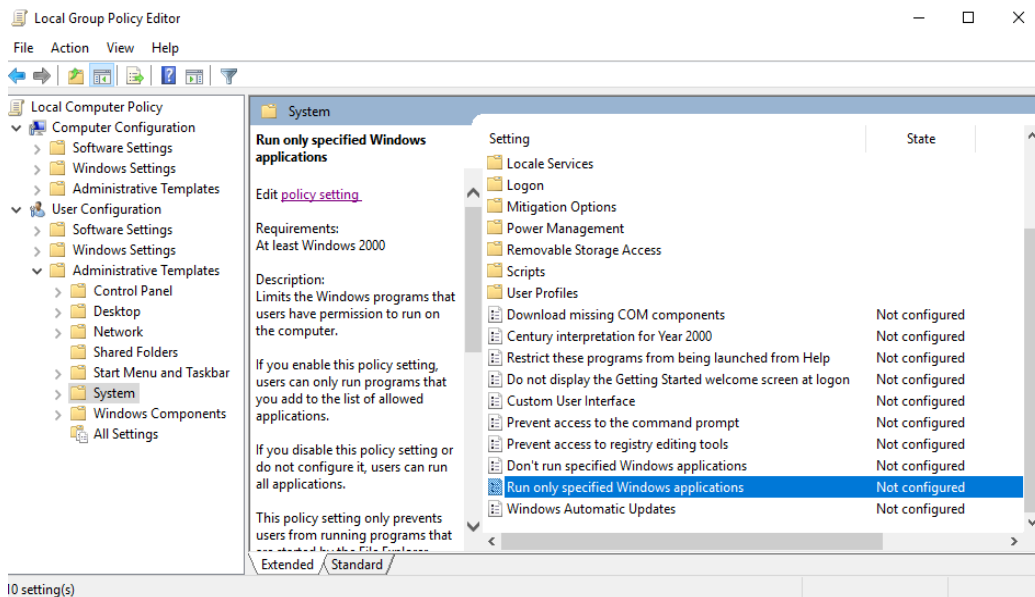 Local Group Policy Editor
File Action View Help
Local Computer Policy
Computer Configuration
Software Settings
Windows Settings
Administrative Templates
User Configuration
Software Settings
Windows Settings
Administrative Templates
Control Panel
Desktop
Network
Shared Folders
Start Menu and Taskbar
System
Windows Components
All Settings
System
Run only specified Windows
applications
Edit policy setting
Requirements:
At least Windows 2000
Description:
Limits the Windows programs that
users have permission to run on
the computer.
If you enable this policy setting,
users can only run programs that
you add to the list of allowed
applications.
If you disable this policy setting or
do not configure it, users can run
all applications.
This policy setting only prevents
users from running programs that
are started by the File Explorer
Setting State
Locale Services
Logon
Mitigation Options
Power Management
Removable Storage Access
Scripts
User Profiles
Download missing COM components Not configured
Century interpretation for Year 2000 Not configured
Restrict these programs from being launched from Help Not configured
Do not display the Getting Started welcome screen at logon Not configured
Custom User Interface Not configured
Prevent access to the command prompt Not configured
Prevent access to registry editing tools Not configured
Don't run specified Windows applications Not configured
Run only specified Windows applications Not configured
Windows Automatic Updates Not configured
Extended Standard
10 setting(s)